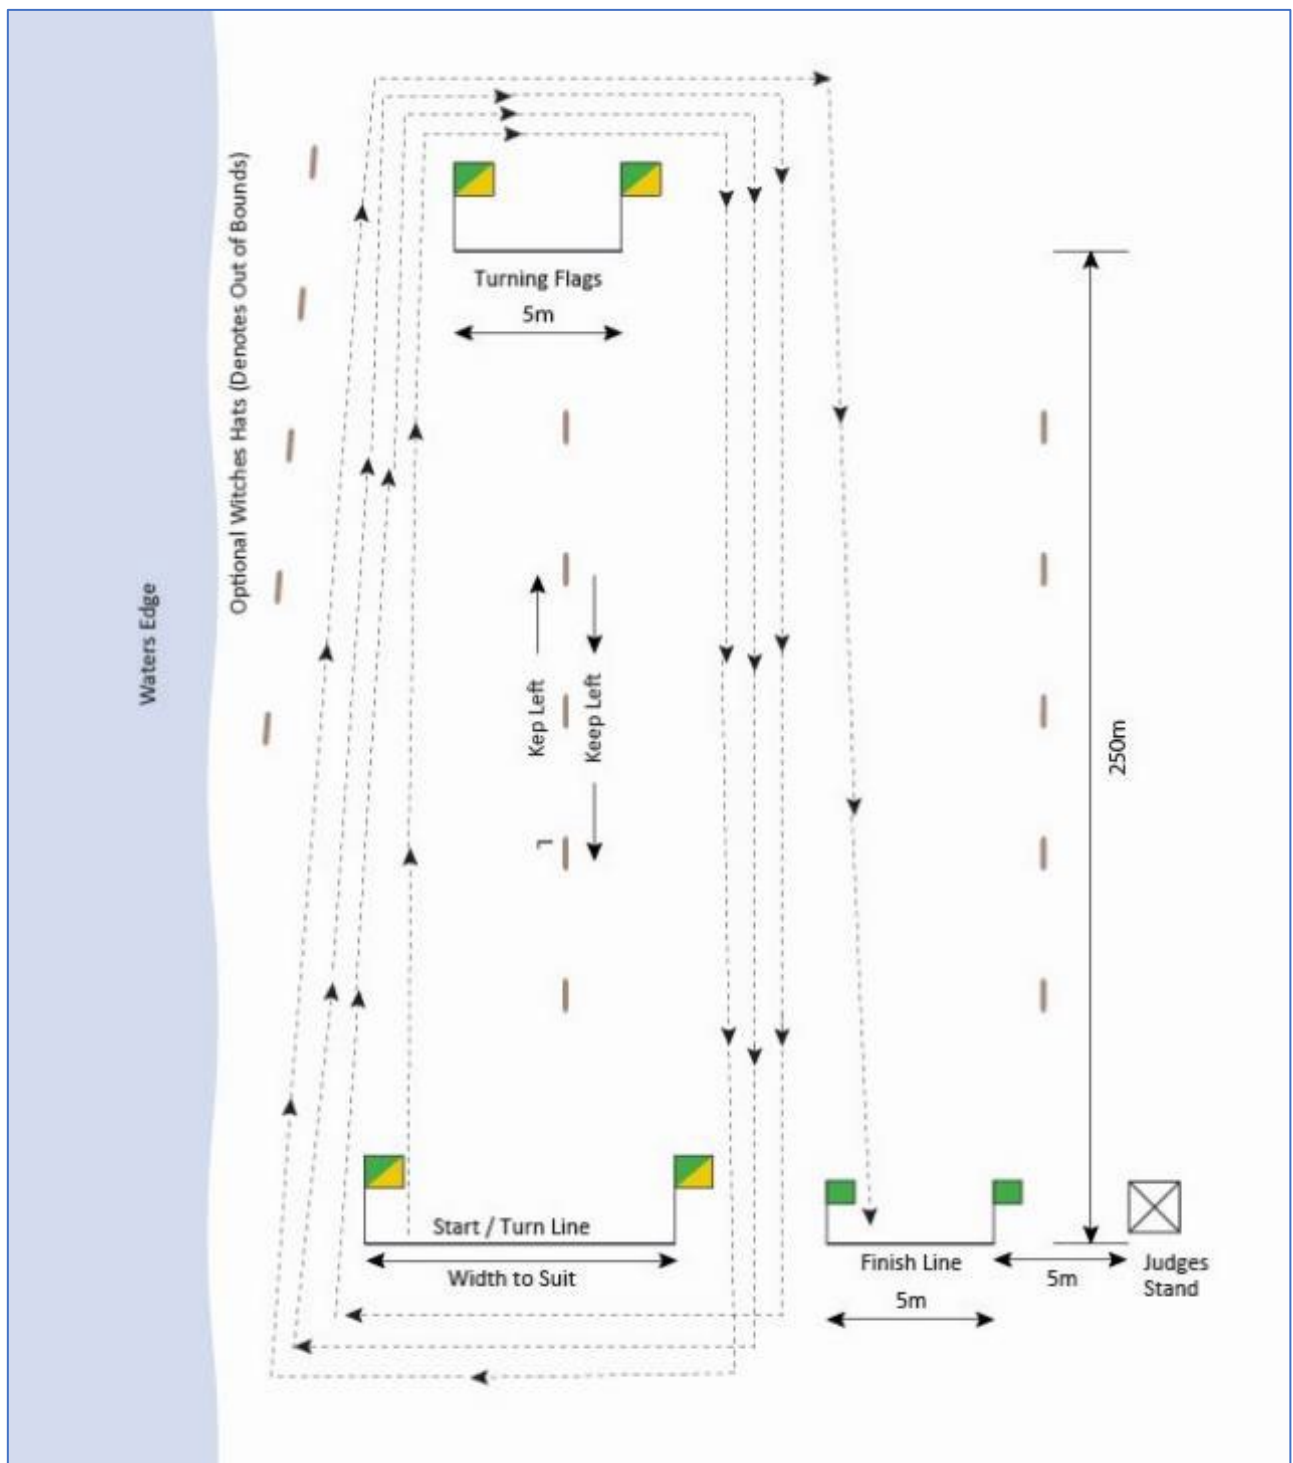 Optional Witches Hats (Denotes Out of Bounds)
Waters Edge
Turning Flags
5m
Kep Left
Keep Left
L
250m
Start / Turn Line
Width to Suit
Finish Line
5m
5m
Judges
Stand